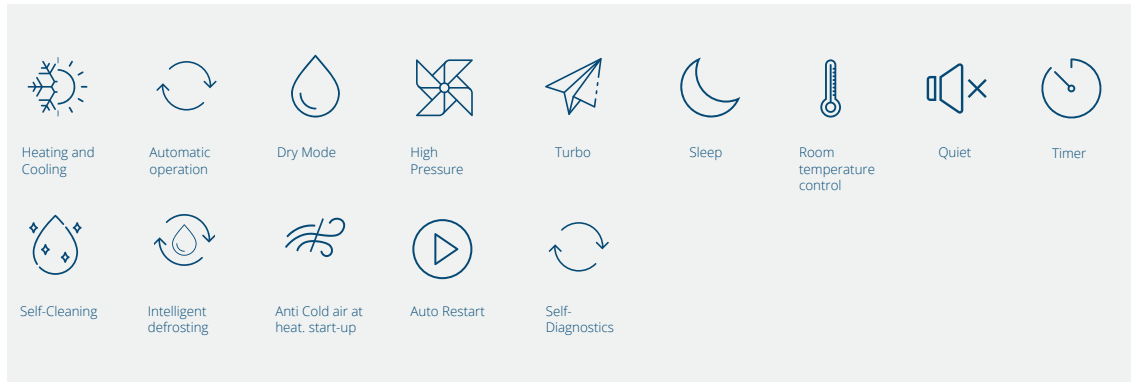 Heating and
Cooling
Automatic
operation
Dry Mode
High
Pressure
Turbo
Sleep
Room
temperature
control
Quiet
Timer
Self-Cleaning
Intelligent
defrosting
Anti Cold air at
heat. start-up
Auto Restart
Self-
Diagnostics